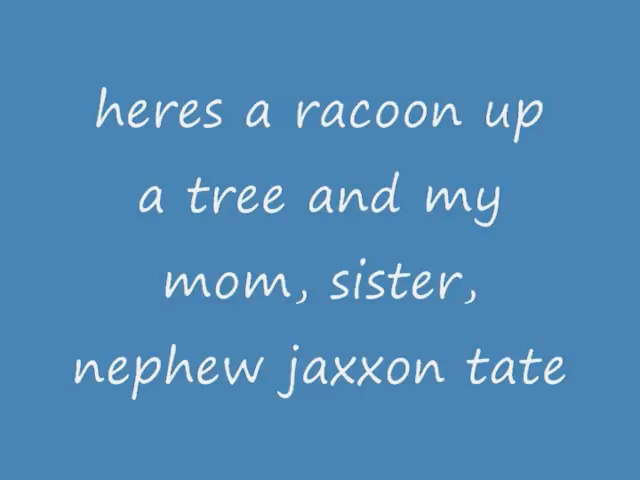 heres a racoon up
a tree and my
mom, sister,
nephew jaxxon tate